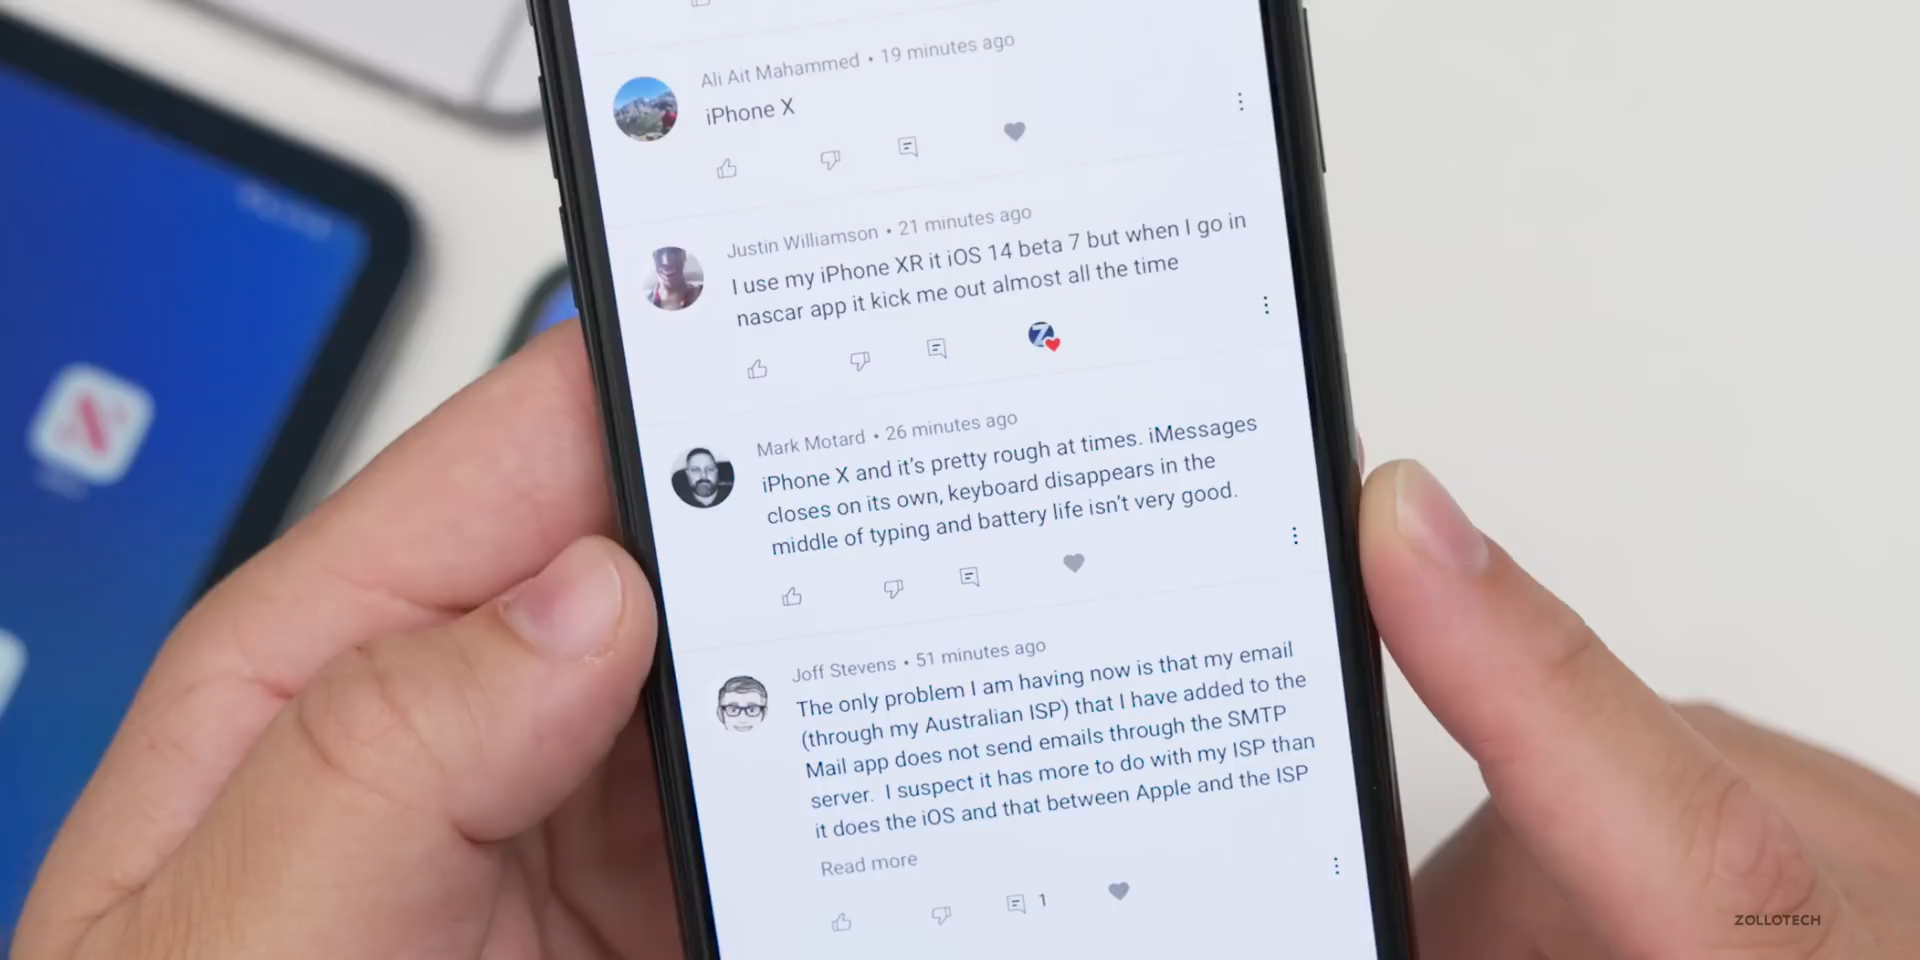 Ali Ait Mahammed • 19 minutes ago
iPhone X
Justin Williamson • 21 minutes ago
I use my iPhone XR it iOS 14 beta 7 but when I go in
nascar app it kick me out almost all the time
Z
Mark Motard • 26 minutes ago
iPhone X and it's pretty rough at times. iMessages
closes on its own, keyboard disappears in the
middle of typing and battery life isn't very good.
Joff Stevens • 51 minutes ago
The only problem I am having now is that my email
(through my Australian ISP) that I have added to the
Mail app does not send emails through the SMTP
server. I suspect it has more to do with my ISP than
it does the iOS and that between Apple and the ISP
Read more
1
ZOLLOTECH